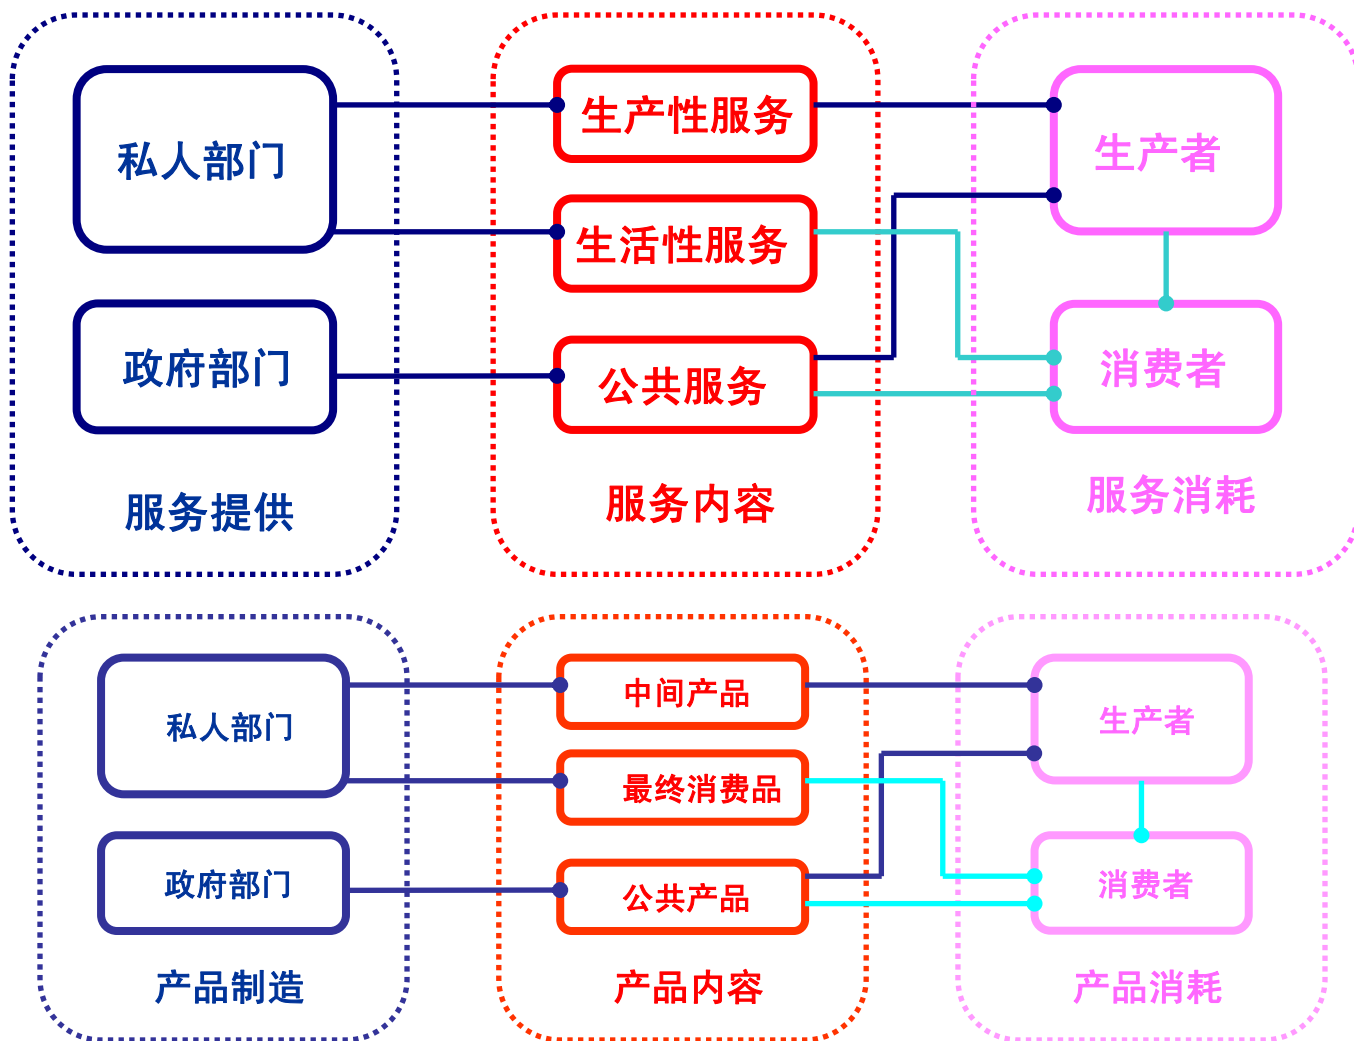 私人部门
政府部门
服务提供
生产性服务
生活性服务
公共服务
服务内容
生产者
消费者
服务消耗
私人部门
政府部门
产品制造
中间产品
最终消费品
公共产品
产品内容
生产者
消费者
产品消耗